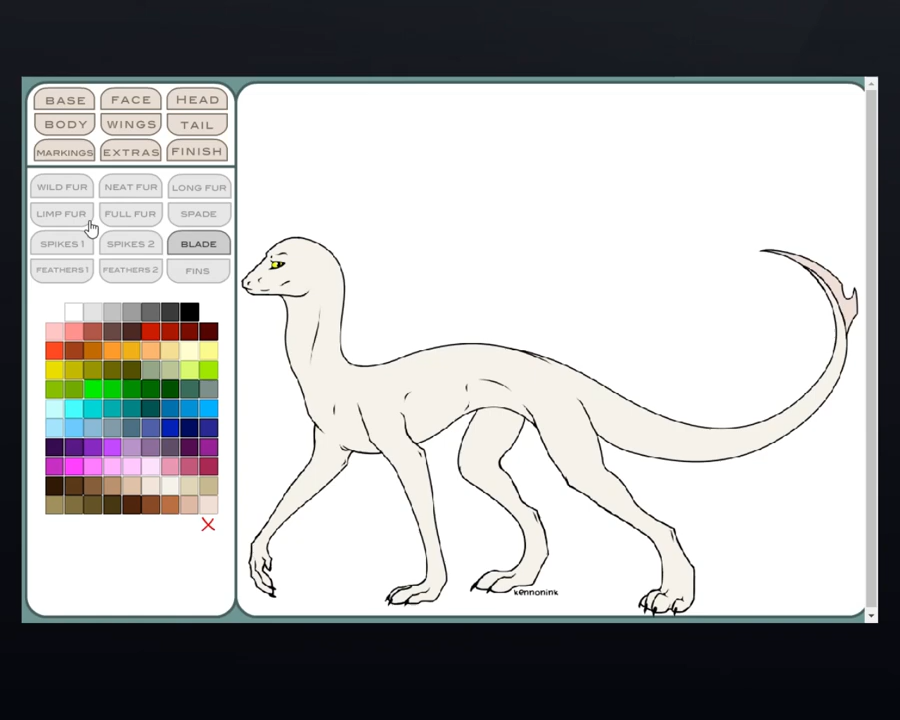 BASE FACE HEAD
BODY WINGS TAIL
MARKINGS EXTRAS FINISH
WILD FUR NEAT FUR LONG FUR
LIMP FUR FULL FUR SPADE
SPIKES 1 SPIKES 2 BLADE
FEATHERS 1 FEATHERS 2 FINS
kennonink